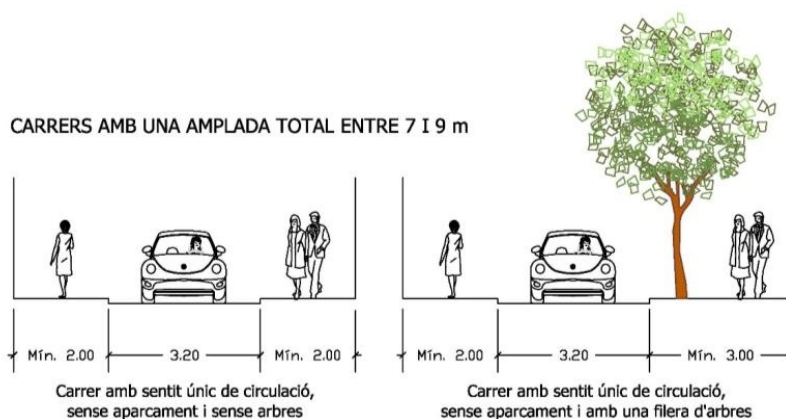 CARRERS AMB UNA AMPLADA TOTAL ENTRE 7 I 9 m
Mín. 2.00
3.20
Mín. 2.00
Carrer amb sentit únic de circulació,
sense aparcament i sense arbres
Mín. 2.00
3.20
Mín. 3.00
Carrer amb sentit únic de circulació,
sense aparcament i amb una filera d'arbres